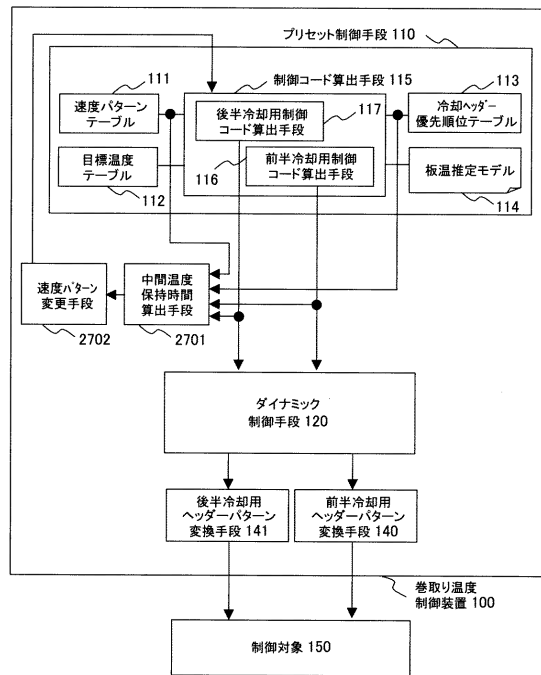 プリセット制御手段 110
111
制御コード算出手段 115
113
速度パターン
テーブル
後半冷却用制御
コード算出手段
117
冷却ヘッダー
優先順位テーブル
目標温度
テーブル
116
前半冷却用制御
コード算出手段
板温推定モデル
112
114
速度パターン
変更手段
中間温度
保持時間
算出手段
2702
2701
ダイナミック
制御手段 120
後半冷却用
ヘッダーパターン
変換手段 141
前半冷却用
ヘッダーパターン
変換手段 140
巻取り温度
制御装置 100
制御対象 150